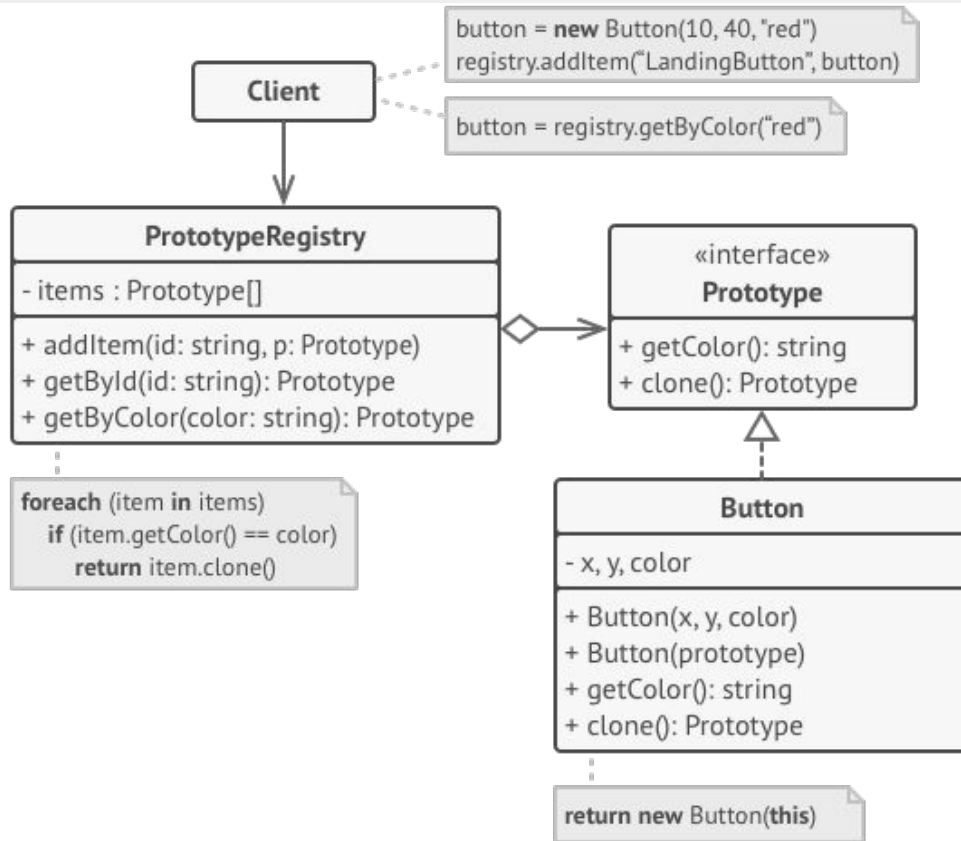 button = new Button(10, 40, "red")
registry.addItem(“LandingButton", button)
Client
button = registry.getByColor(“red”)
PrototypeRegistry
- items : Prototype[]
+ addItem(id: string, p: Prototype)
+ getById(id: string): Prototype
+ getByColor(color: string): Prototype
«interface»
Prototype
+ getColor(): string
+ clone(): Prototype
foreach (item in items)
if (item.getColor() == color)
return item.clone()
Button
- x, y, color
+ Button(x, y, color)
+ Button(prototype)
+ getColor(): string
+ clone(): Prototype
return new Button(this)